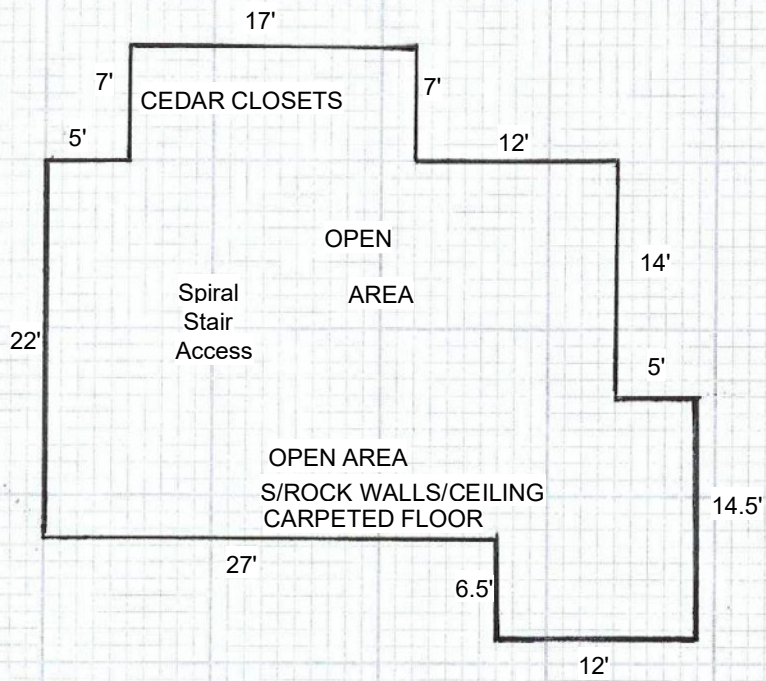 17'
7'
CEDAR CLOSETS
7'
5'
12'
OPEN
AREA
14'
Spiral
Stair
Access
22'
5'
OPEN AREA
S/ROCK WALLS/CEILING
CARPETED FLOOR
14.5'
27'
6.5'
12'